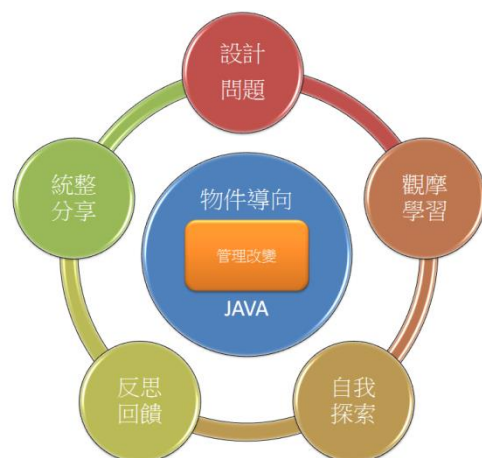 設計
問題
觀摩
學習
自我
探索
反思
回饋
統整
分享
物件導向
管理改變
JAVA